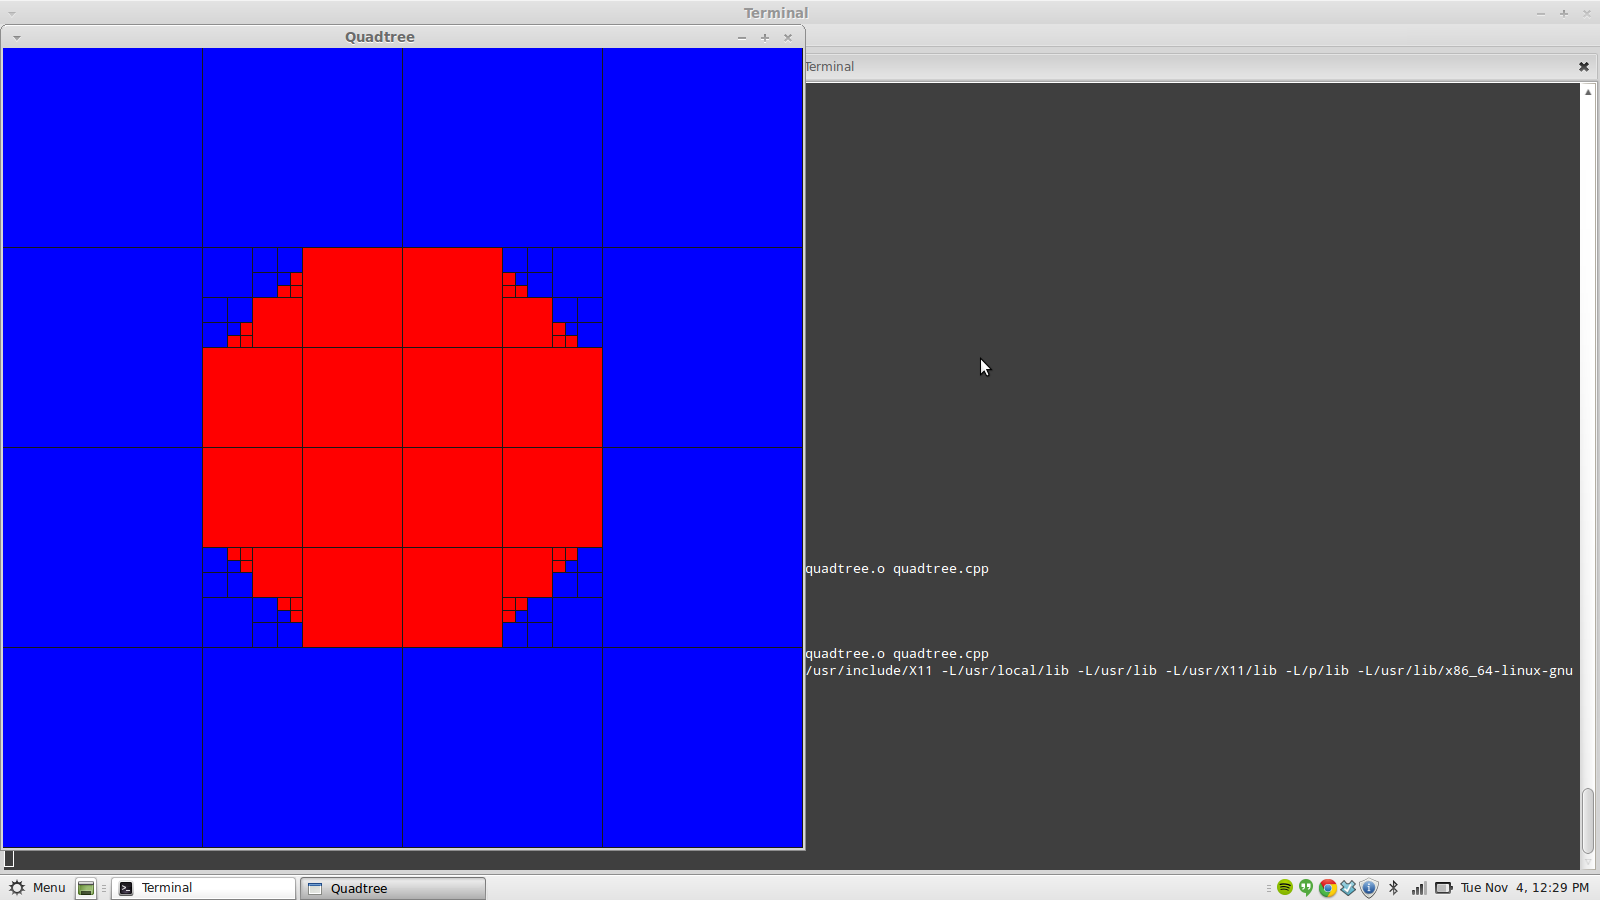 Terminal
Quadtree
Terminal
quadtree.o quadtree.cpp
quadtree.o quadtree.cpp
/usr/include/X11 -L/usr/local/lib -L/usr/lib -L/usr/X11/lib -L/p/lib -L/usr/lib/x86_64-linux-gnu
Menu Terminal Quadtree Tue Nov 4, 12:29 PM